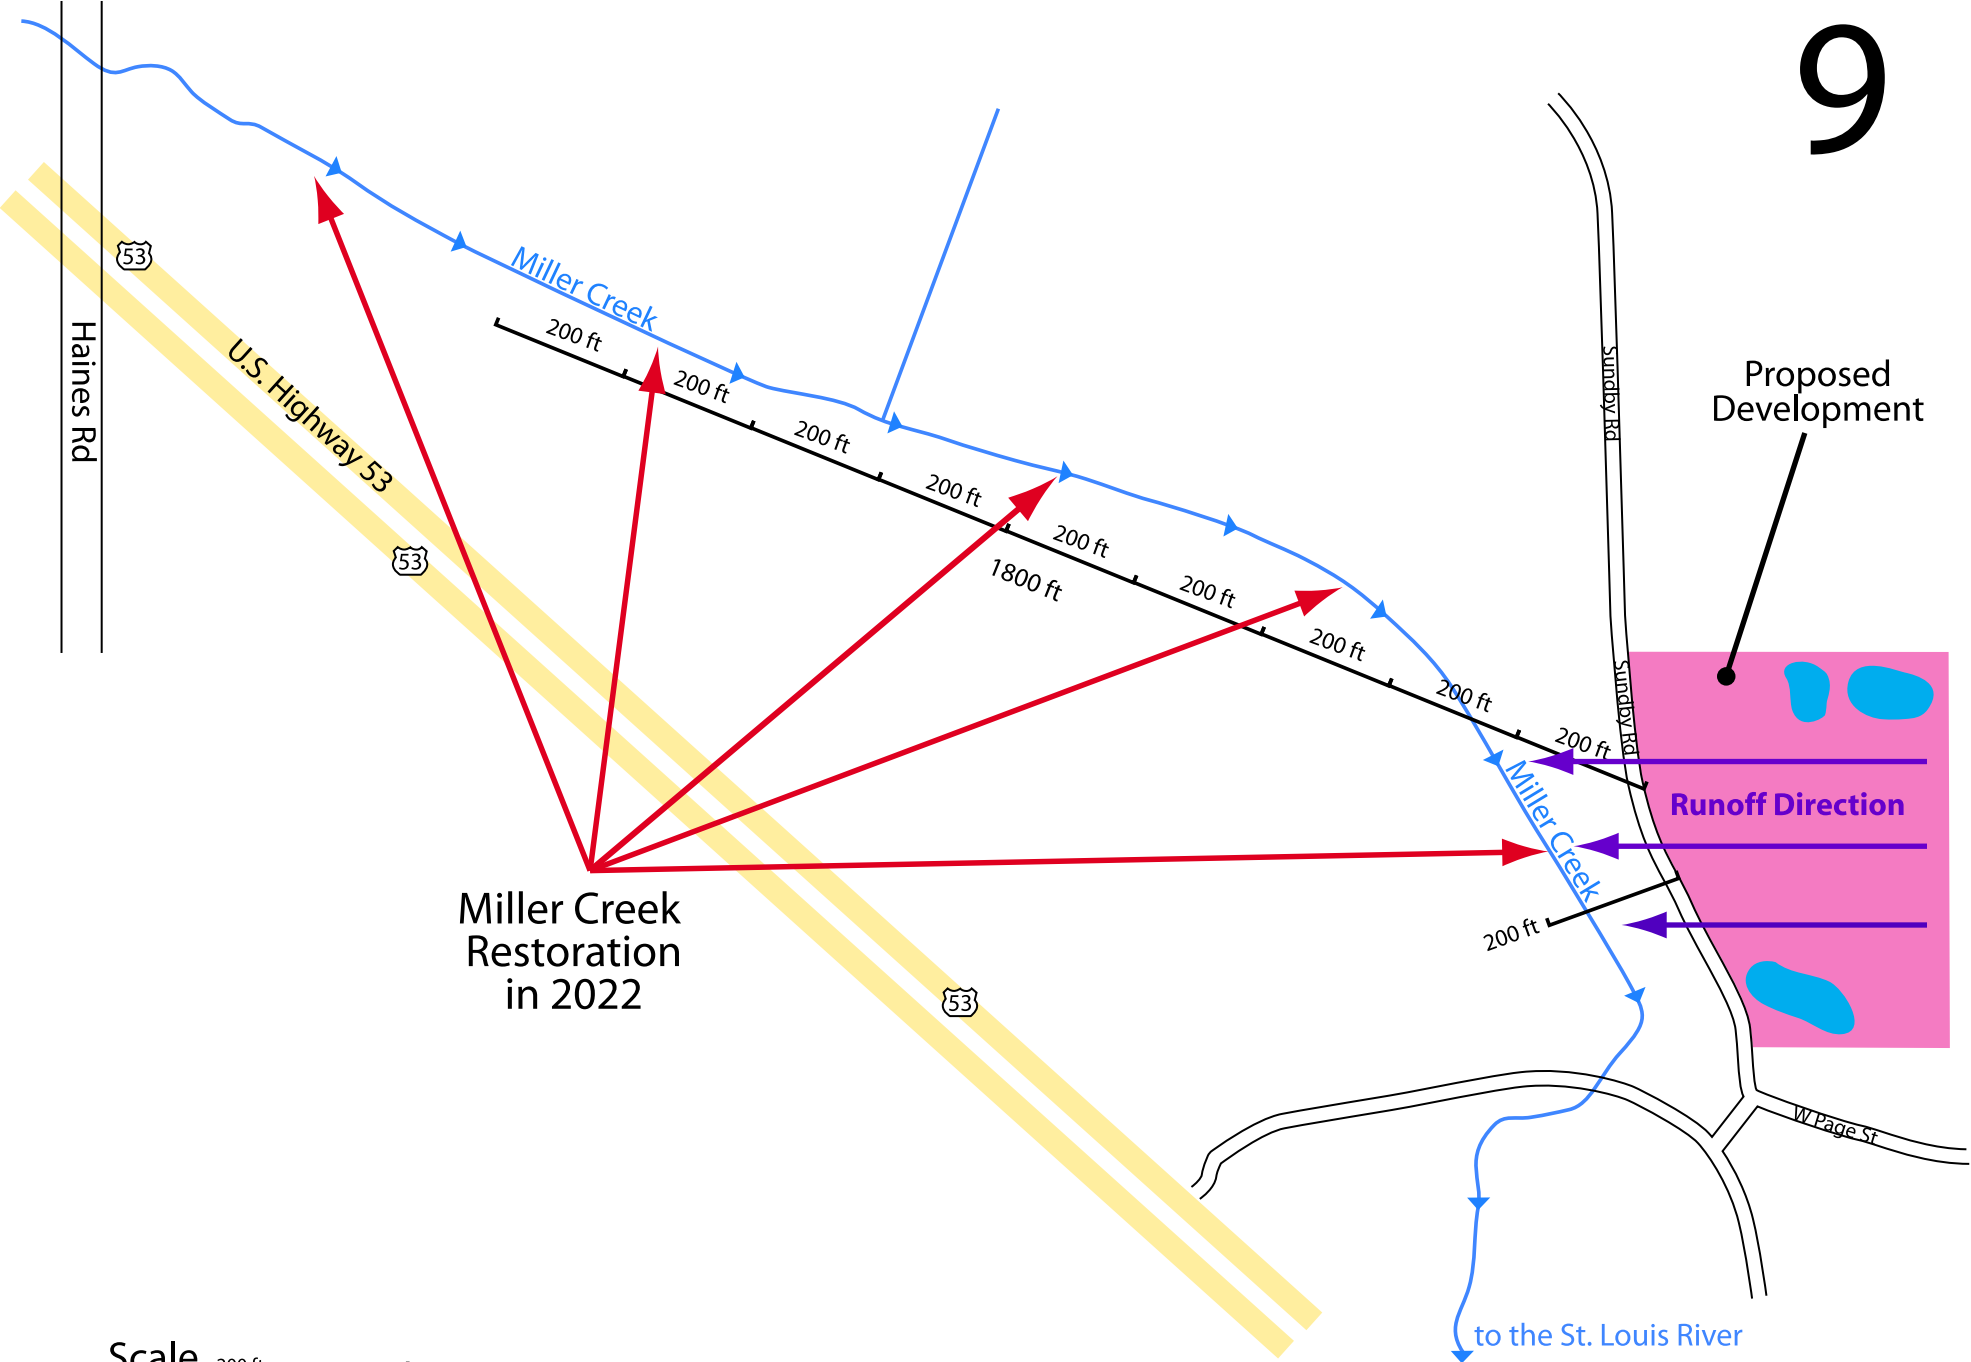 9
53
Miller Creek
200 ft
200 ft
200 ft
200 ft
200 ft
200 ft
200 ft
200 ft
200 ft
1800 ft
Haines Rd
U.S. Highway 53
53
Sundby Rd
Proposed
Development
Sundby Rd
Runoff Direction
Miller Creek
200 ft
Miller Creek
Restoration
in 2022
53
W Page St
to the St. Louis River
Scale
200 ft